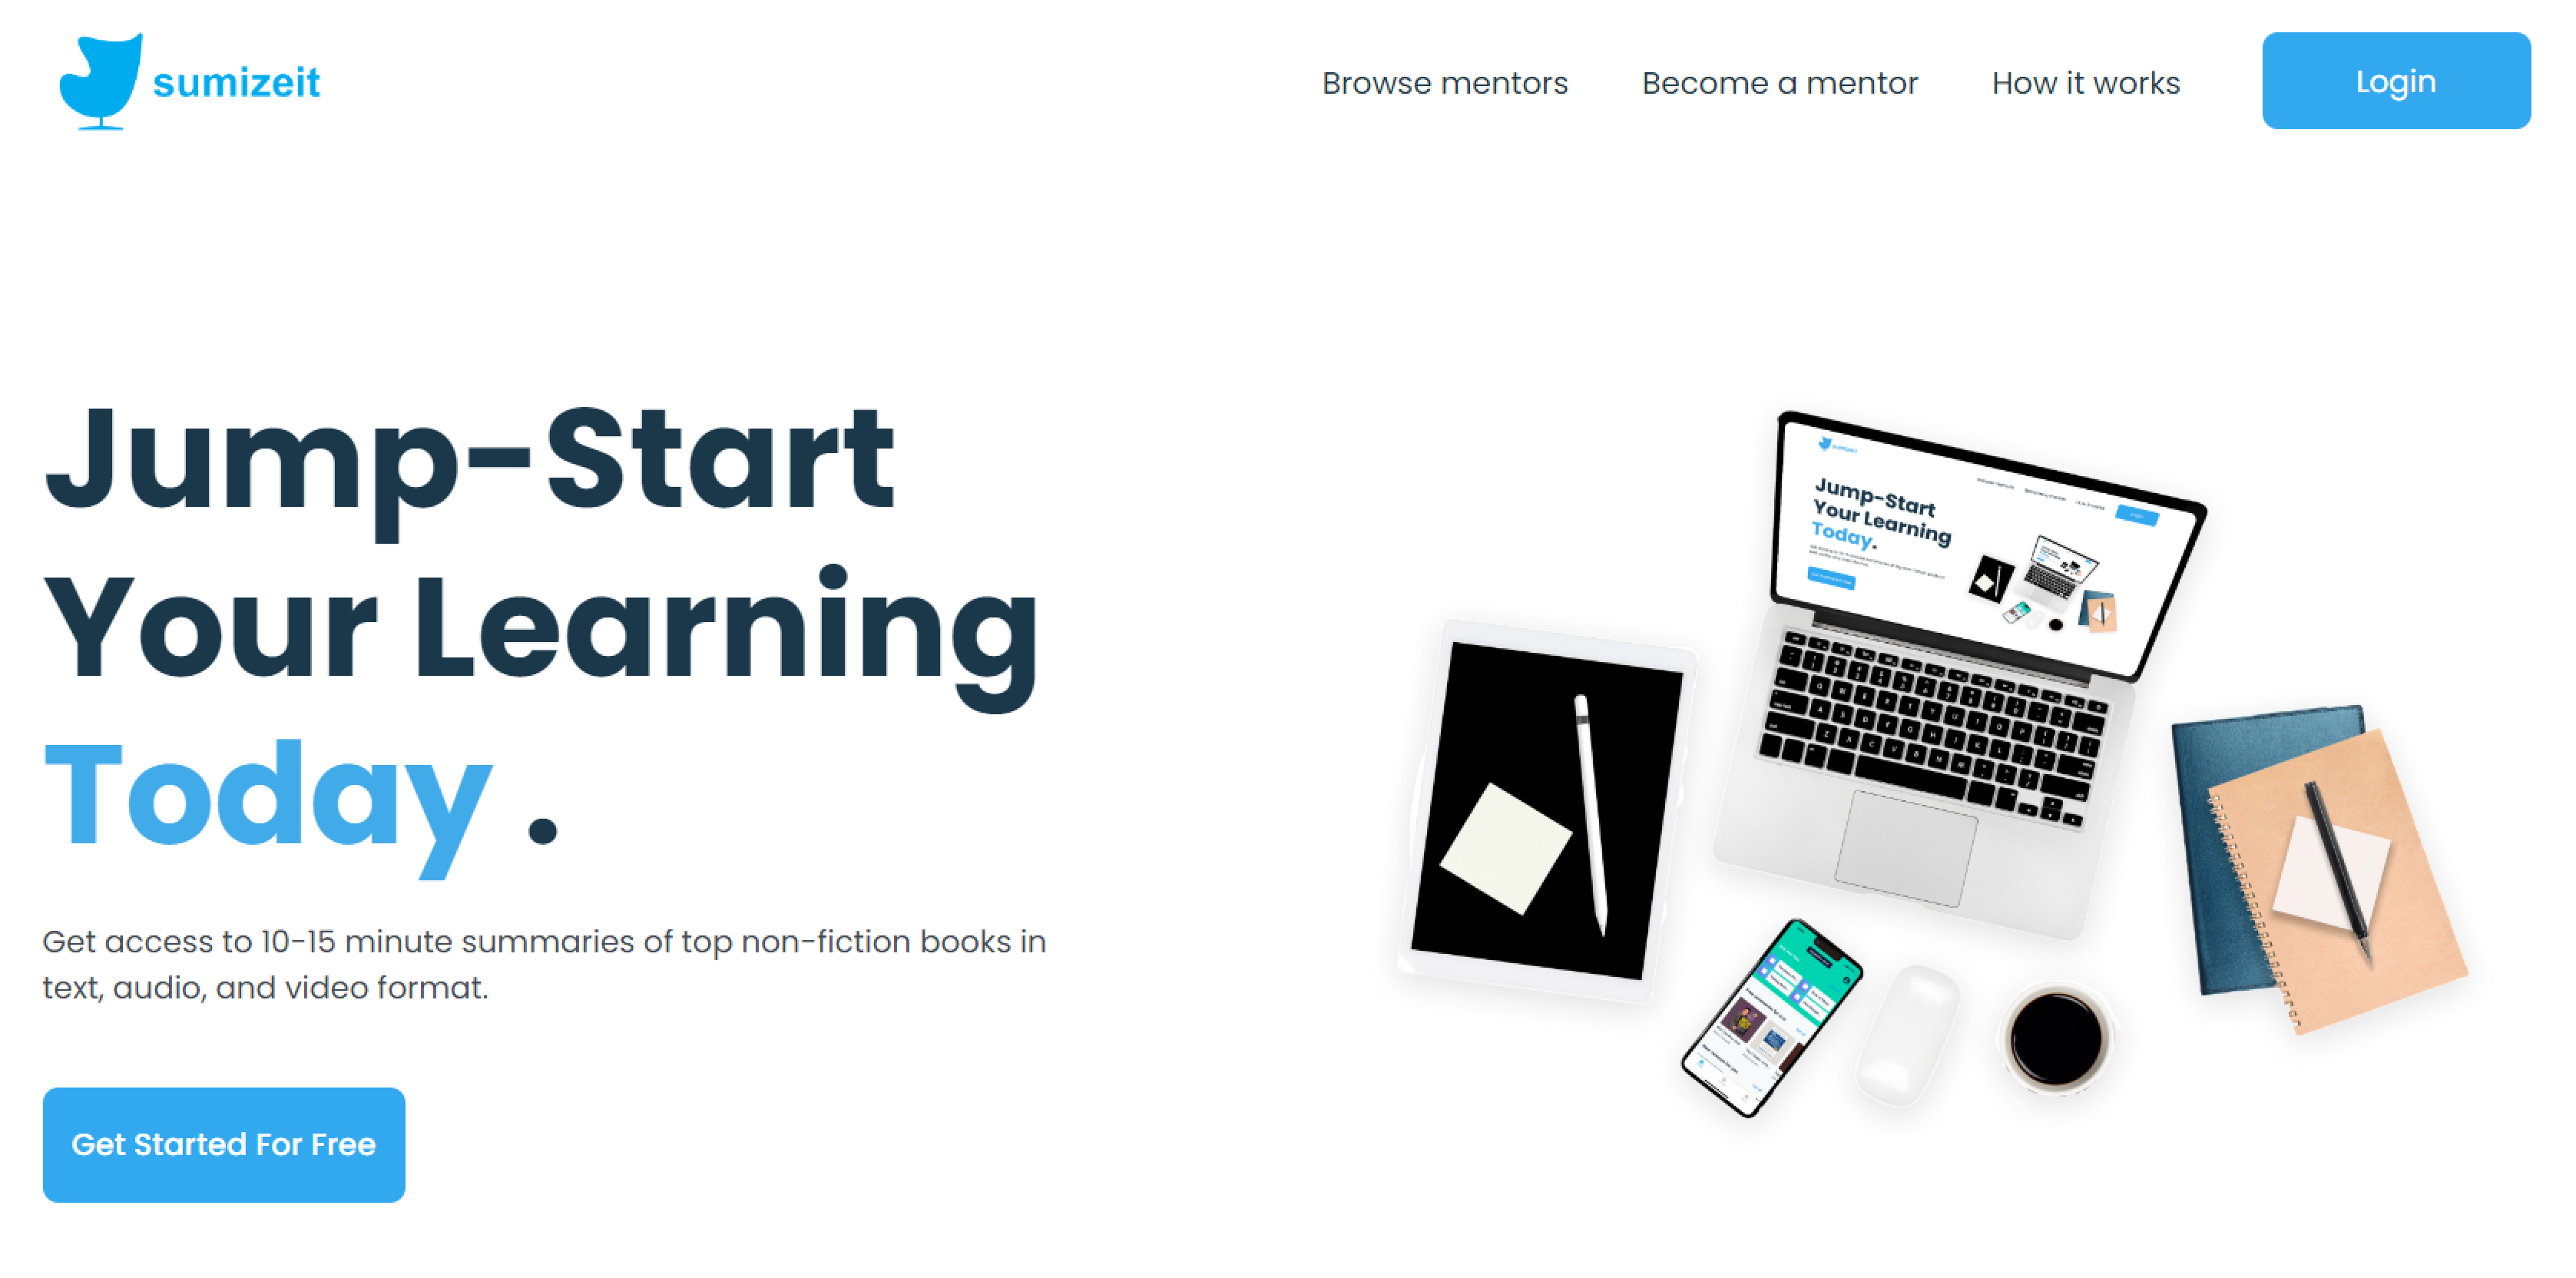 sumizeit
Browse mentors
Become a mentor
How it works
Login
Jump-Start
Your Learning
Today.
Get access to 10-15 minute summaries of top non-fiction books in
text, audio, and video format.
Get Started For Free
Jump-Start
Your Learning
Today.